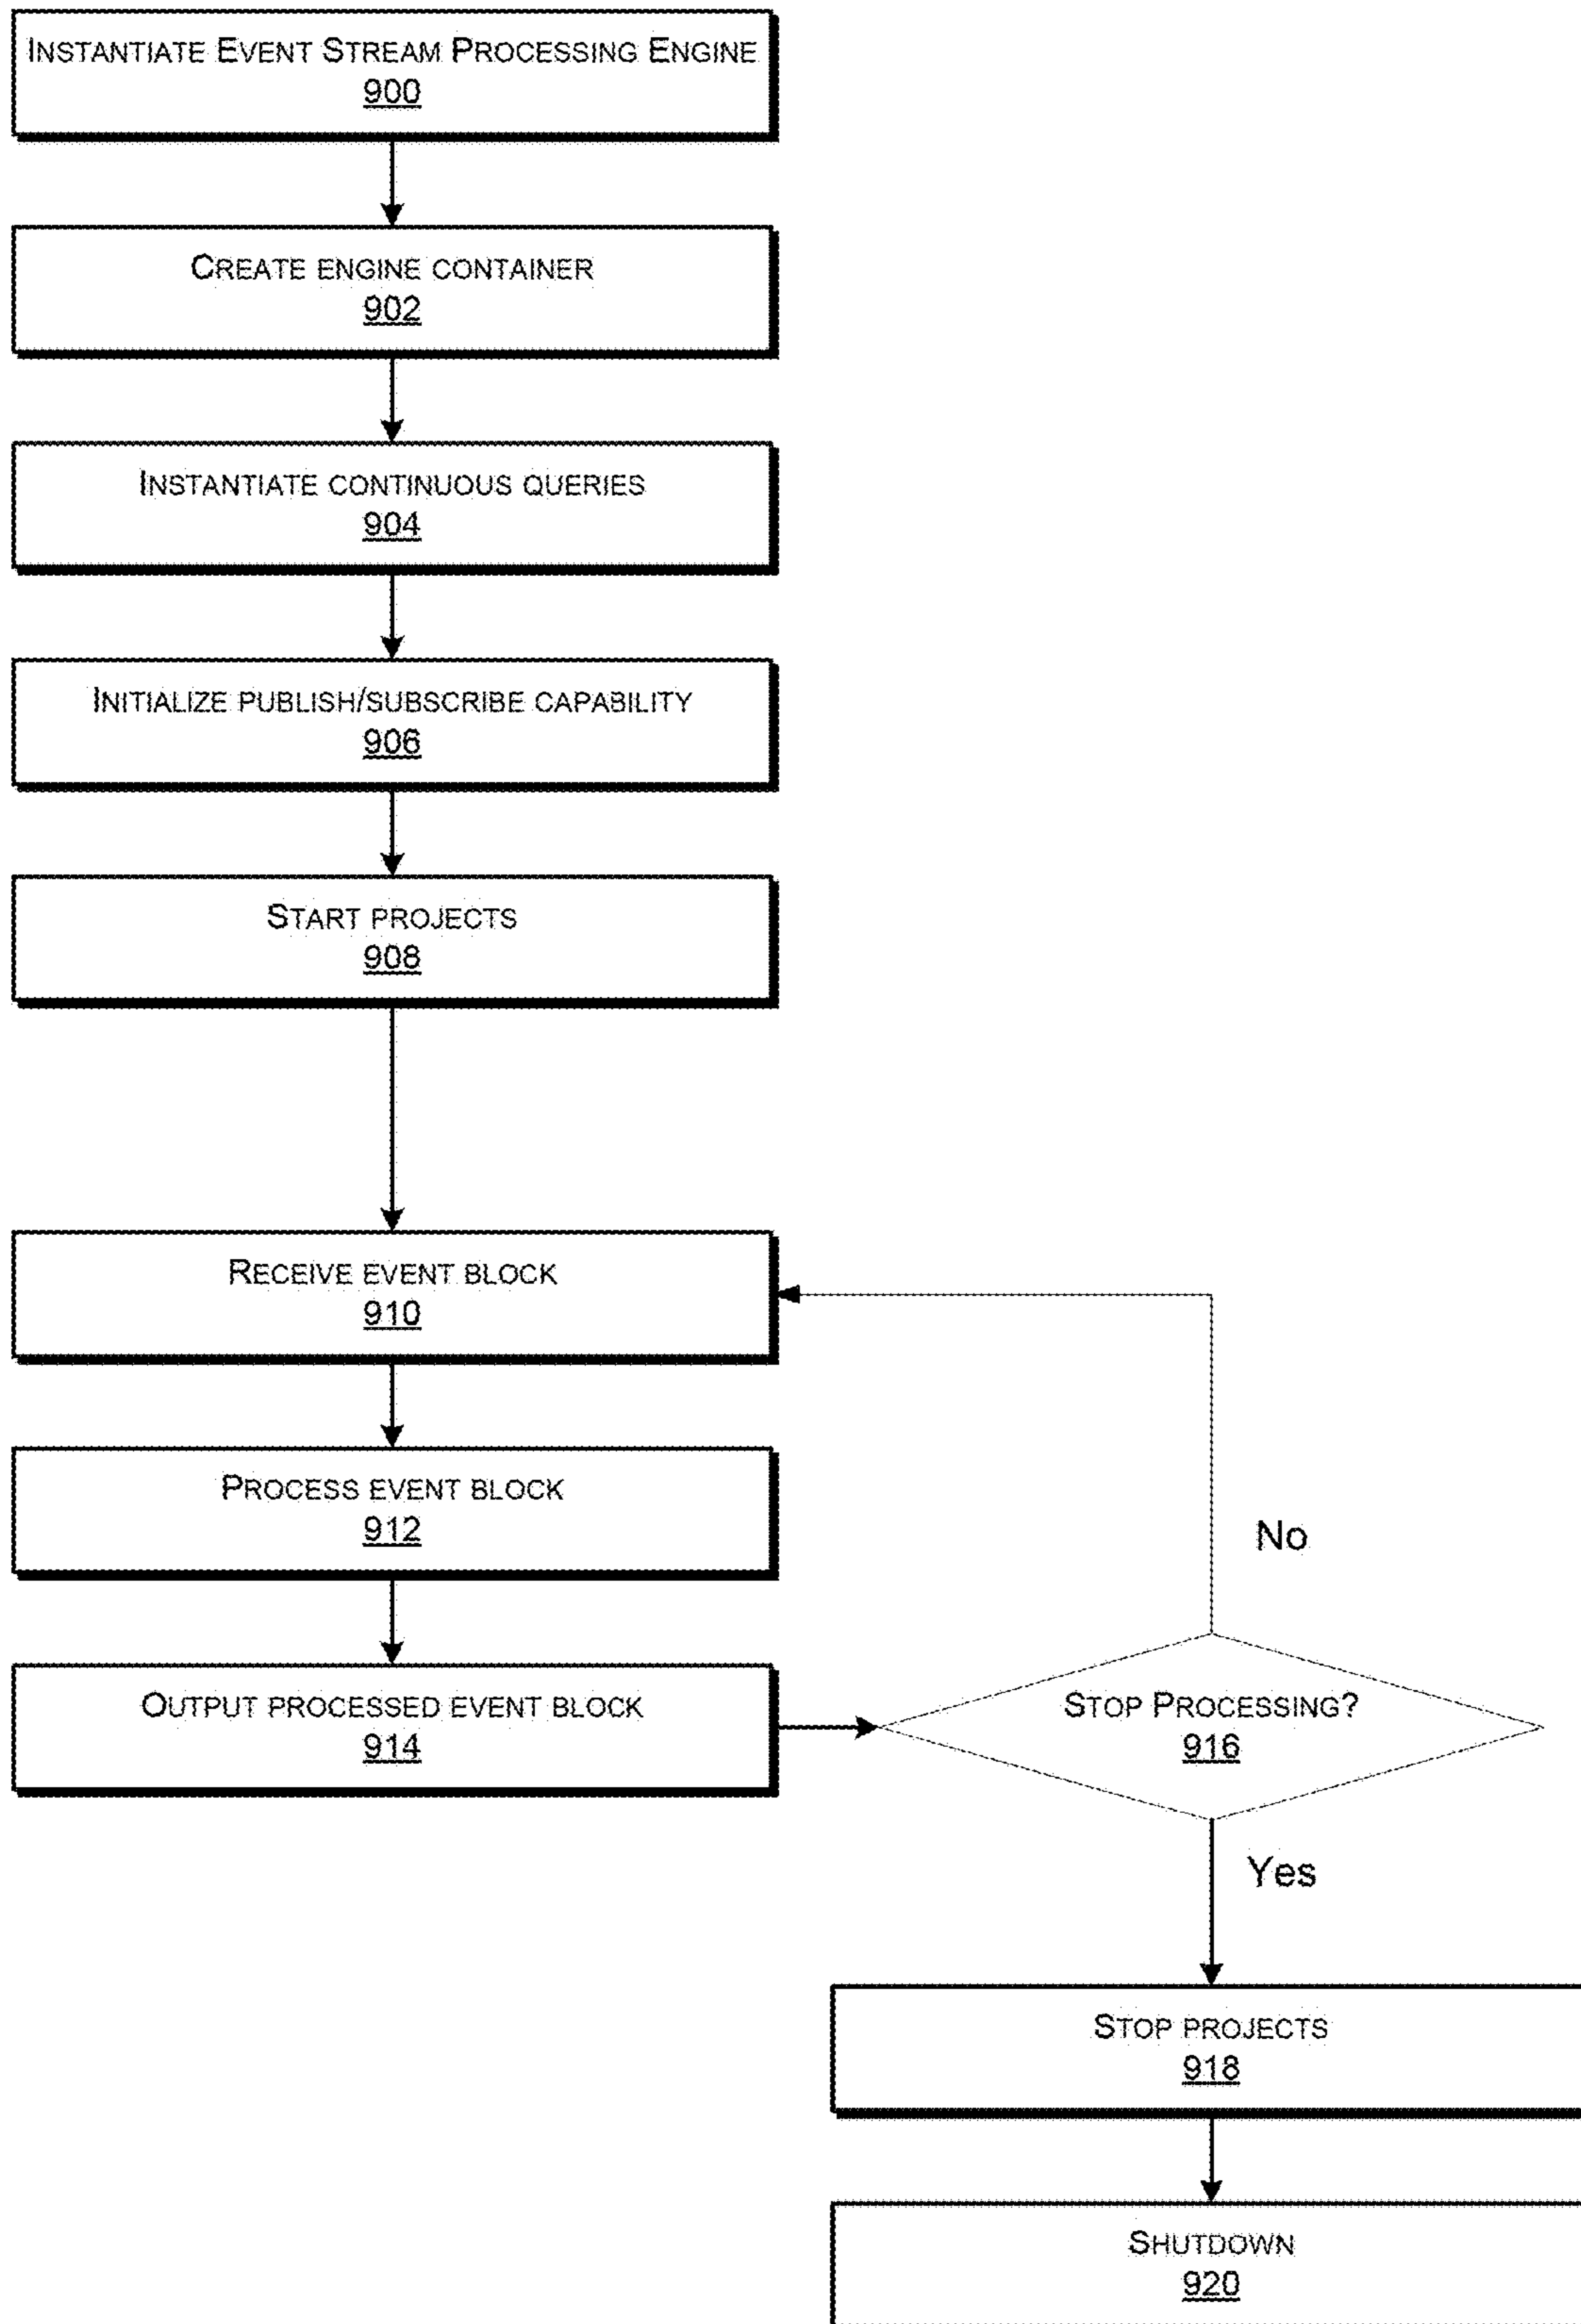 INSTANTIATE EVENT STREAM PROCESSING ENGINE
900
CREATE ENGINE CONTAINER
902
INSTANTIATE CONTINUOUS QUERIES
904
INITIALIZE PUBLISH/SUBSCRIBE CAPABILITY
906
START PROJECTS
908
RECEIVE EVENT BLOCK
910
PROCESS EVENT BLOCK
912
No
OUTPUT PROCESSED EVENT BLOCK
914
STOP PROCESSING?
916
Yes
STOP PROJECTS
918
SHUTDOWN
920